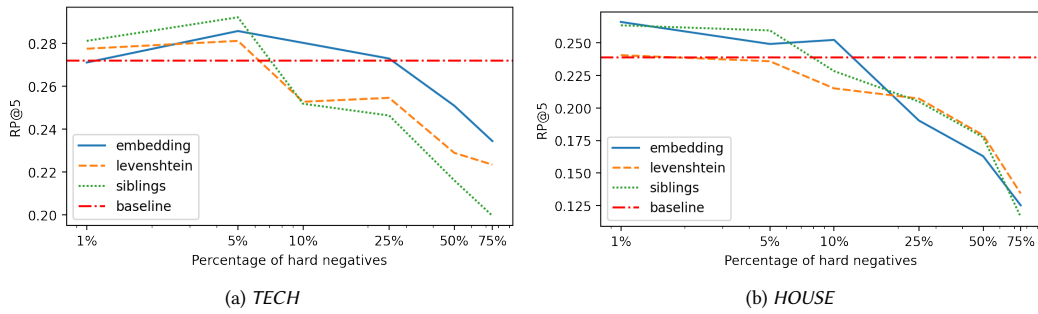 RP@5
0.28
0.26
0.24
0.22
0.20
embedding
levenshtein
siblings
baseline
1% 5% 10% 25% 50% 75%
Percentage of hard negatives
(a) TECH
RP@5
0.250
0.225
0.200
0.175
0.150
0.125
embedding
levenshtein
siblings
baseline
1% 5% 10% 25% 50% 75%
Percentage of hard negatives
(b) HOUSE